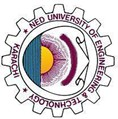 NED UNIVERSITY OF ENGINEERING & TECHNOLOGY
KARACHI